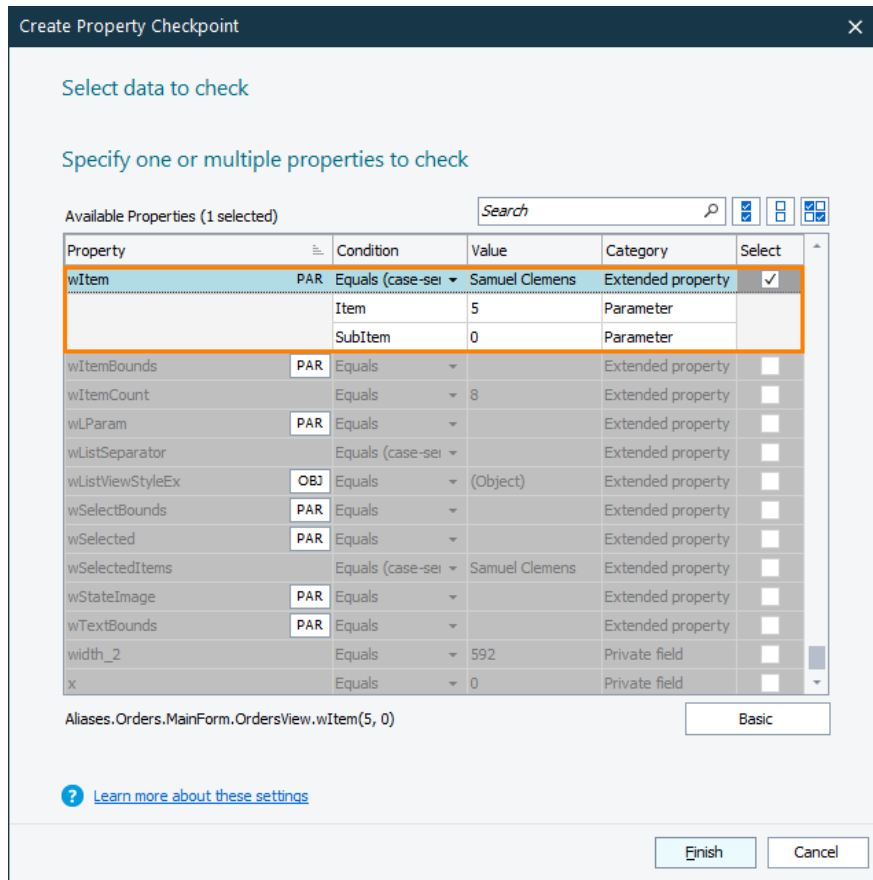 Create Property Checkpoint
Select data to check
Specify one or multiple properties to check
Available Properties (1 selected) Search
Property Condition Value Category Select
wItem PAR Equals (case-sei Samuel Clemens Extended property
Item 5 Parameter
SubItem 0 Parameter
wItemBounds PAR Equals Extended property
wItemCount Equals 8 Extended property
wLParam PAR Equals Extended property
wListSeparator Equals (case-sei Extended property
wListViewStyleEx OBJ Equals (Object) Extended property
wSelectBounds PAR Equals Extended property
wSelected PAR Equals Extended property
wSelectedItems Equals (case-sei Samuel Clemens Extended property
wStateImage PAR Equals Extended property
wTextBounds PAR Equals Extended property
width_2 Equals 592 Private field
x Equals 0 Private field
Aliases.Orders.MainForm.OrdersView.wItem(5, 0) Basic
? Learn more about these settings
Finish Cancel